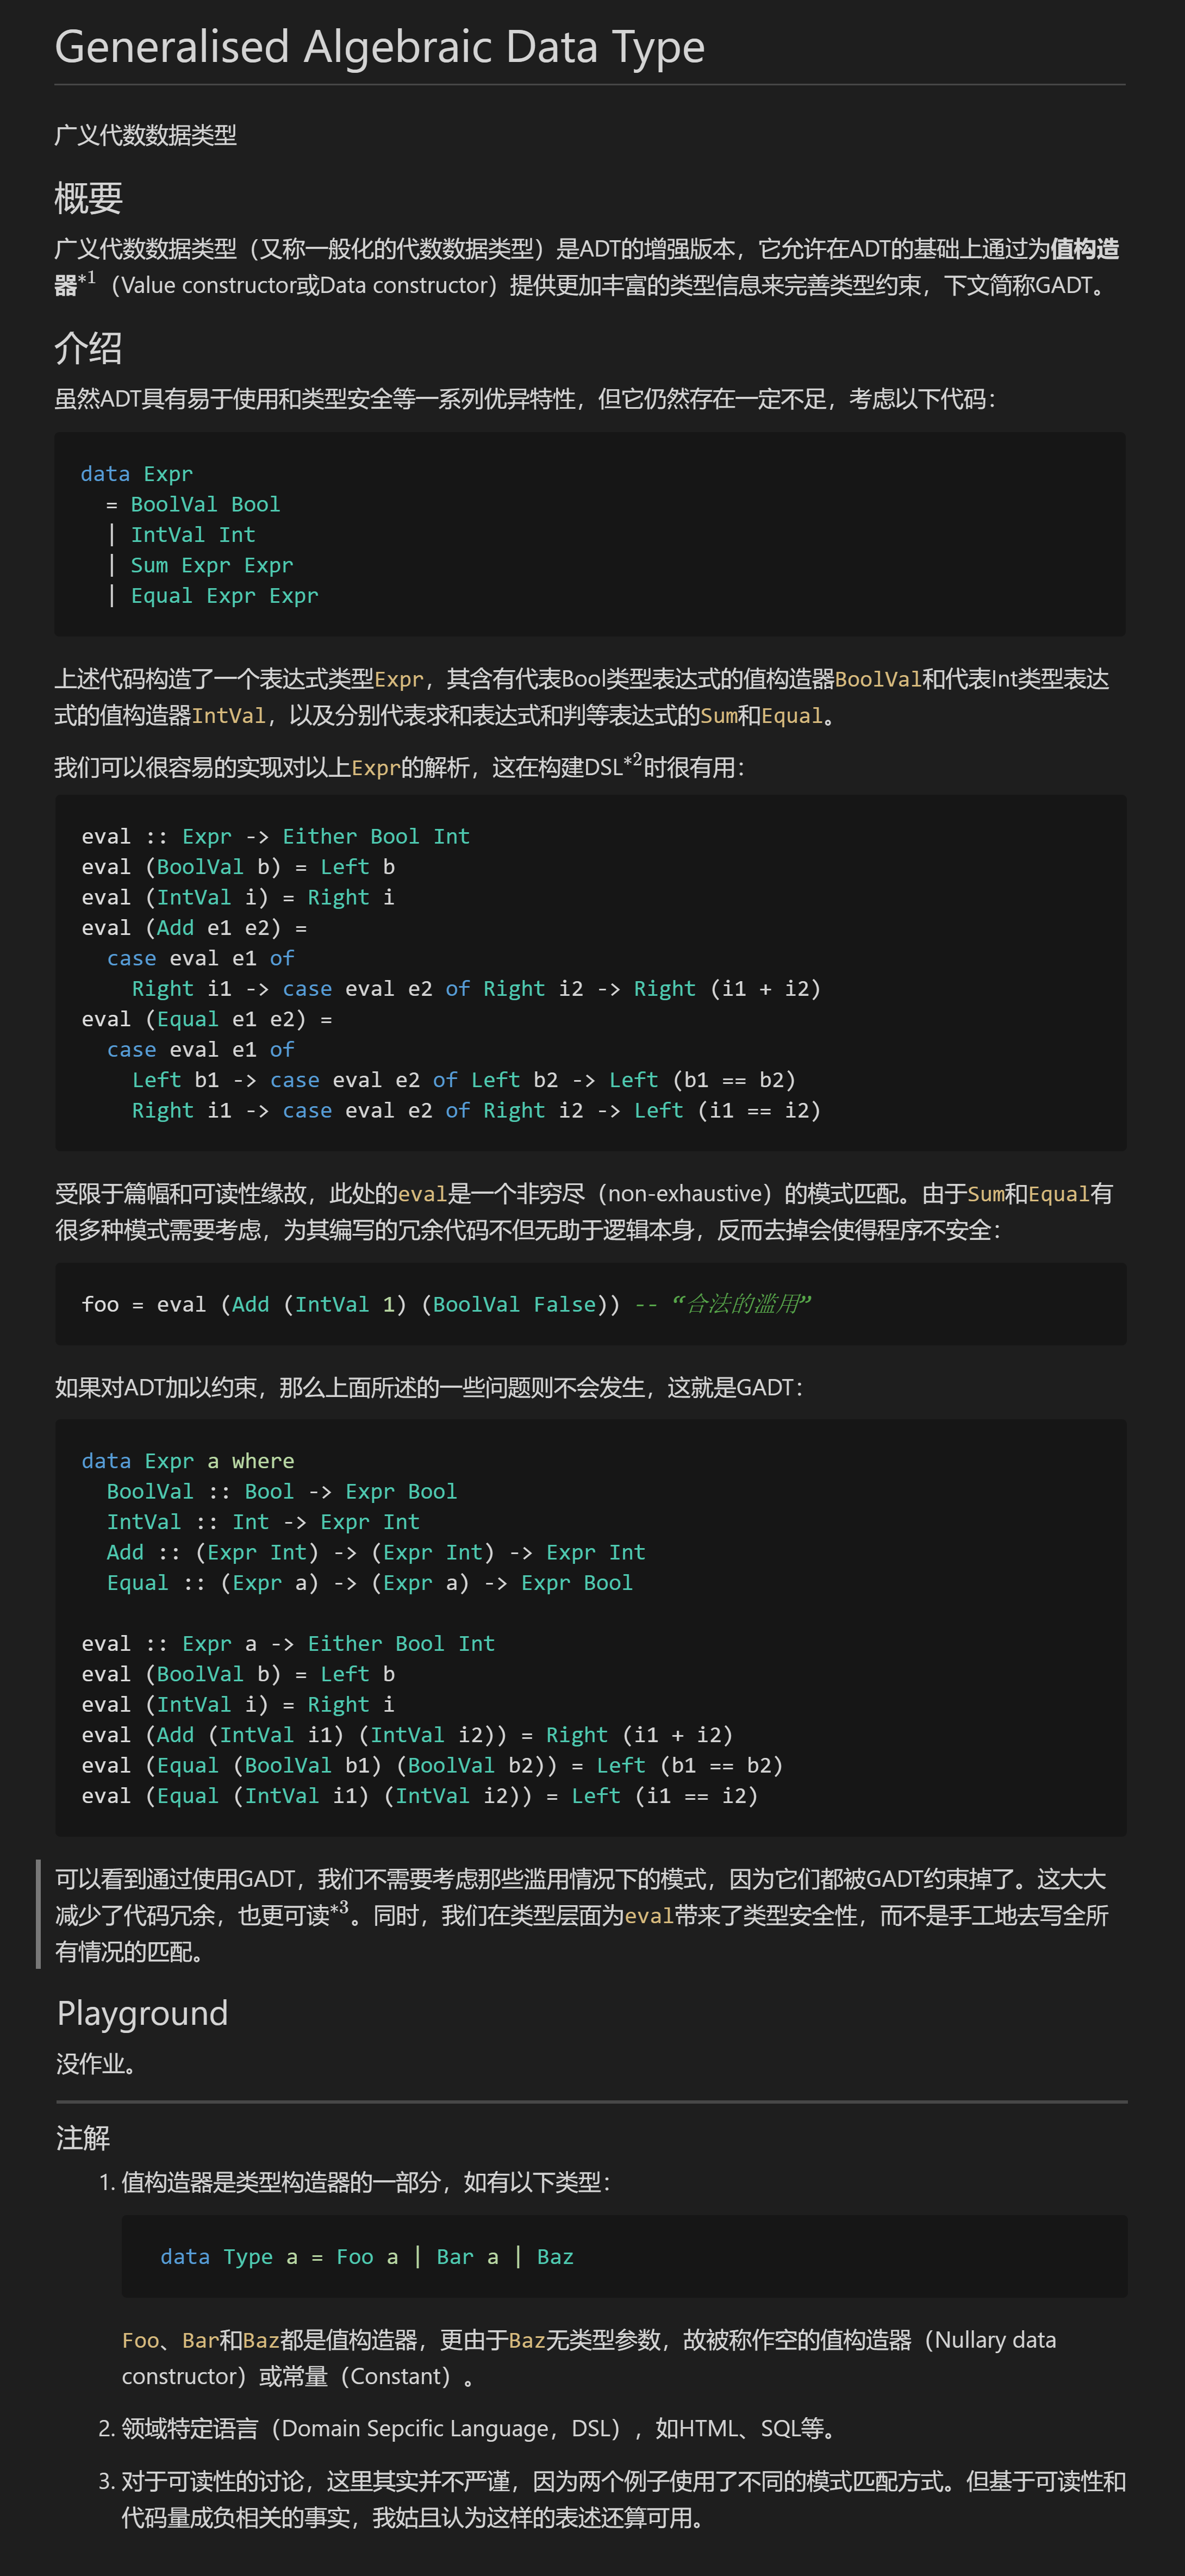 Generalised Algebraic Data Type
广义代数数据类型
概要
广义代数数据类型（又称一般化的代数数据类型）是ADT的增强版本，它允许在ADT的基础上通过为值构造
器*1（Value constructor或Data constructor）提供更加丰富的类型信息来完善类型约束，下文简称GADT。
介绍
虽然ADT具有易于使用和类型安全等一系列优异特性，但它仍然存在一定不足，考虑以下代码：
data Expr
  = BoolVal Bool
  | IntVal Int
  | Sum Expr Expr
  | Equal Expr Expr
上述代码构造了一个表达式类型Expr，其含有代表Bool类型表达式的值构造器BoolVal和代表Int类型表达
式的值构造器IntVal，以及分别代表求和表达式和判等表达式的Sum和Equal。
我们可以很容易的实现对以上Expr的解析，这在构建DSL*2时很有用：
eval :: Expr -> Either Bool Int
eval (BoolVal b) = Left b
eval (IntVal i) = Right i
eval (Add e1 e2) =
  case eval e1 of
    Right i1 -> case eval e2 of Right i2 -> Right (i1 + i2)
eval (Equal e1 e2) =
  case eval e1 of
    Left b1 -> case eval e2 of Left b2 -> Left (b1 == b2)
    Right i1 -> case eval e2 of Right i2 -> Left (i1 == i2)
受限于篇幅和可读性缘故，此处的eval是一个非穷尽（non-exhaustive）的模式匹配。由于Sum和Equal有
很多种模式需要考虑，为其编写的冗余代码不但无助于逻辑本身，反而去掉会使得程序不安全：
foo = eval (Add (IntVal 1) (BoolVal False)) -- “合法的滥用”
如果对ADT加以约束，那么上面所述的一些问题则不会发生，这就是GADT：
data Expr a where
  BoolVal :: Bool -> Expr Bool
  IntVal :: Int -> Expr Int
  Add :: (Expr Int) -> (Expr Int) -> Expr Int
  Equal :: (Expr a) -> (Expr a) -> Expr Bool
eval :: Expr a -> Either Bool Int
eval (BoolVal b) = Left b
eval (IntVal i) = Right i
eval (Add (IntVal i1) (IntVal i2)) = Right (i1 + i2)
eval (Equal (BoolVal b1) (BoolVal b2)) = Left (b1 == b2)
eval (Equal (IntVal i1) (IntVal i2)) = Left (i1 == i2)
可以看到通过使用GADT，我们不需要考虑那些滥用情况下的模式，因为它们都被GADT约束掉了。这大大
减少了代码冗余，也更可读*3。同时，我们在类型层面为eval带来了类型安全性，而不是手工地去写全所
有情况的匹配。
Playground
没作业。
注解
1. 值构造器是类型构造器的一部分，如有以下类型：
data Type a = Foo a | Bar a | Baz
Foo、Bar和Baz都是值构造器，更由于Baz无类型参数，故被称作空的值构造器（Nullary data
constructor）或常量（Constant）。
2. 领域特定语言（Domain Sepcific Language，DSL），如HTML、SQL等。
3. 对于可读性的讨论，这里其实并不严谨，因为两个例子使用了不同的模式匹配方式。但基于可读性和
代码量成负相关的事实，我姑且认为这样的表述还算可用。